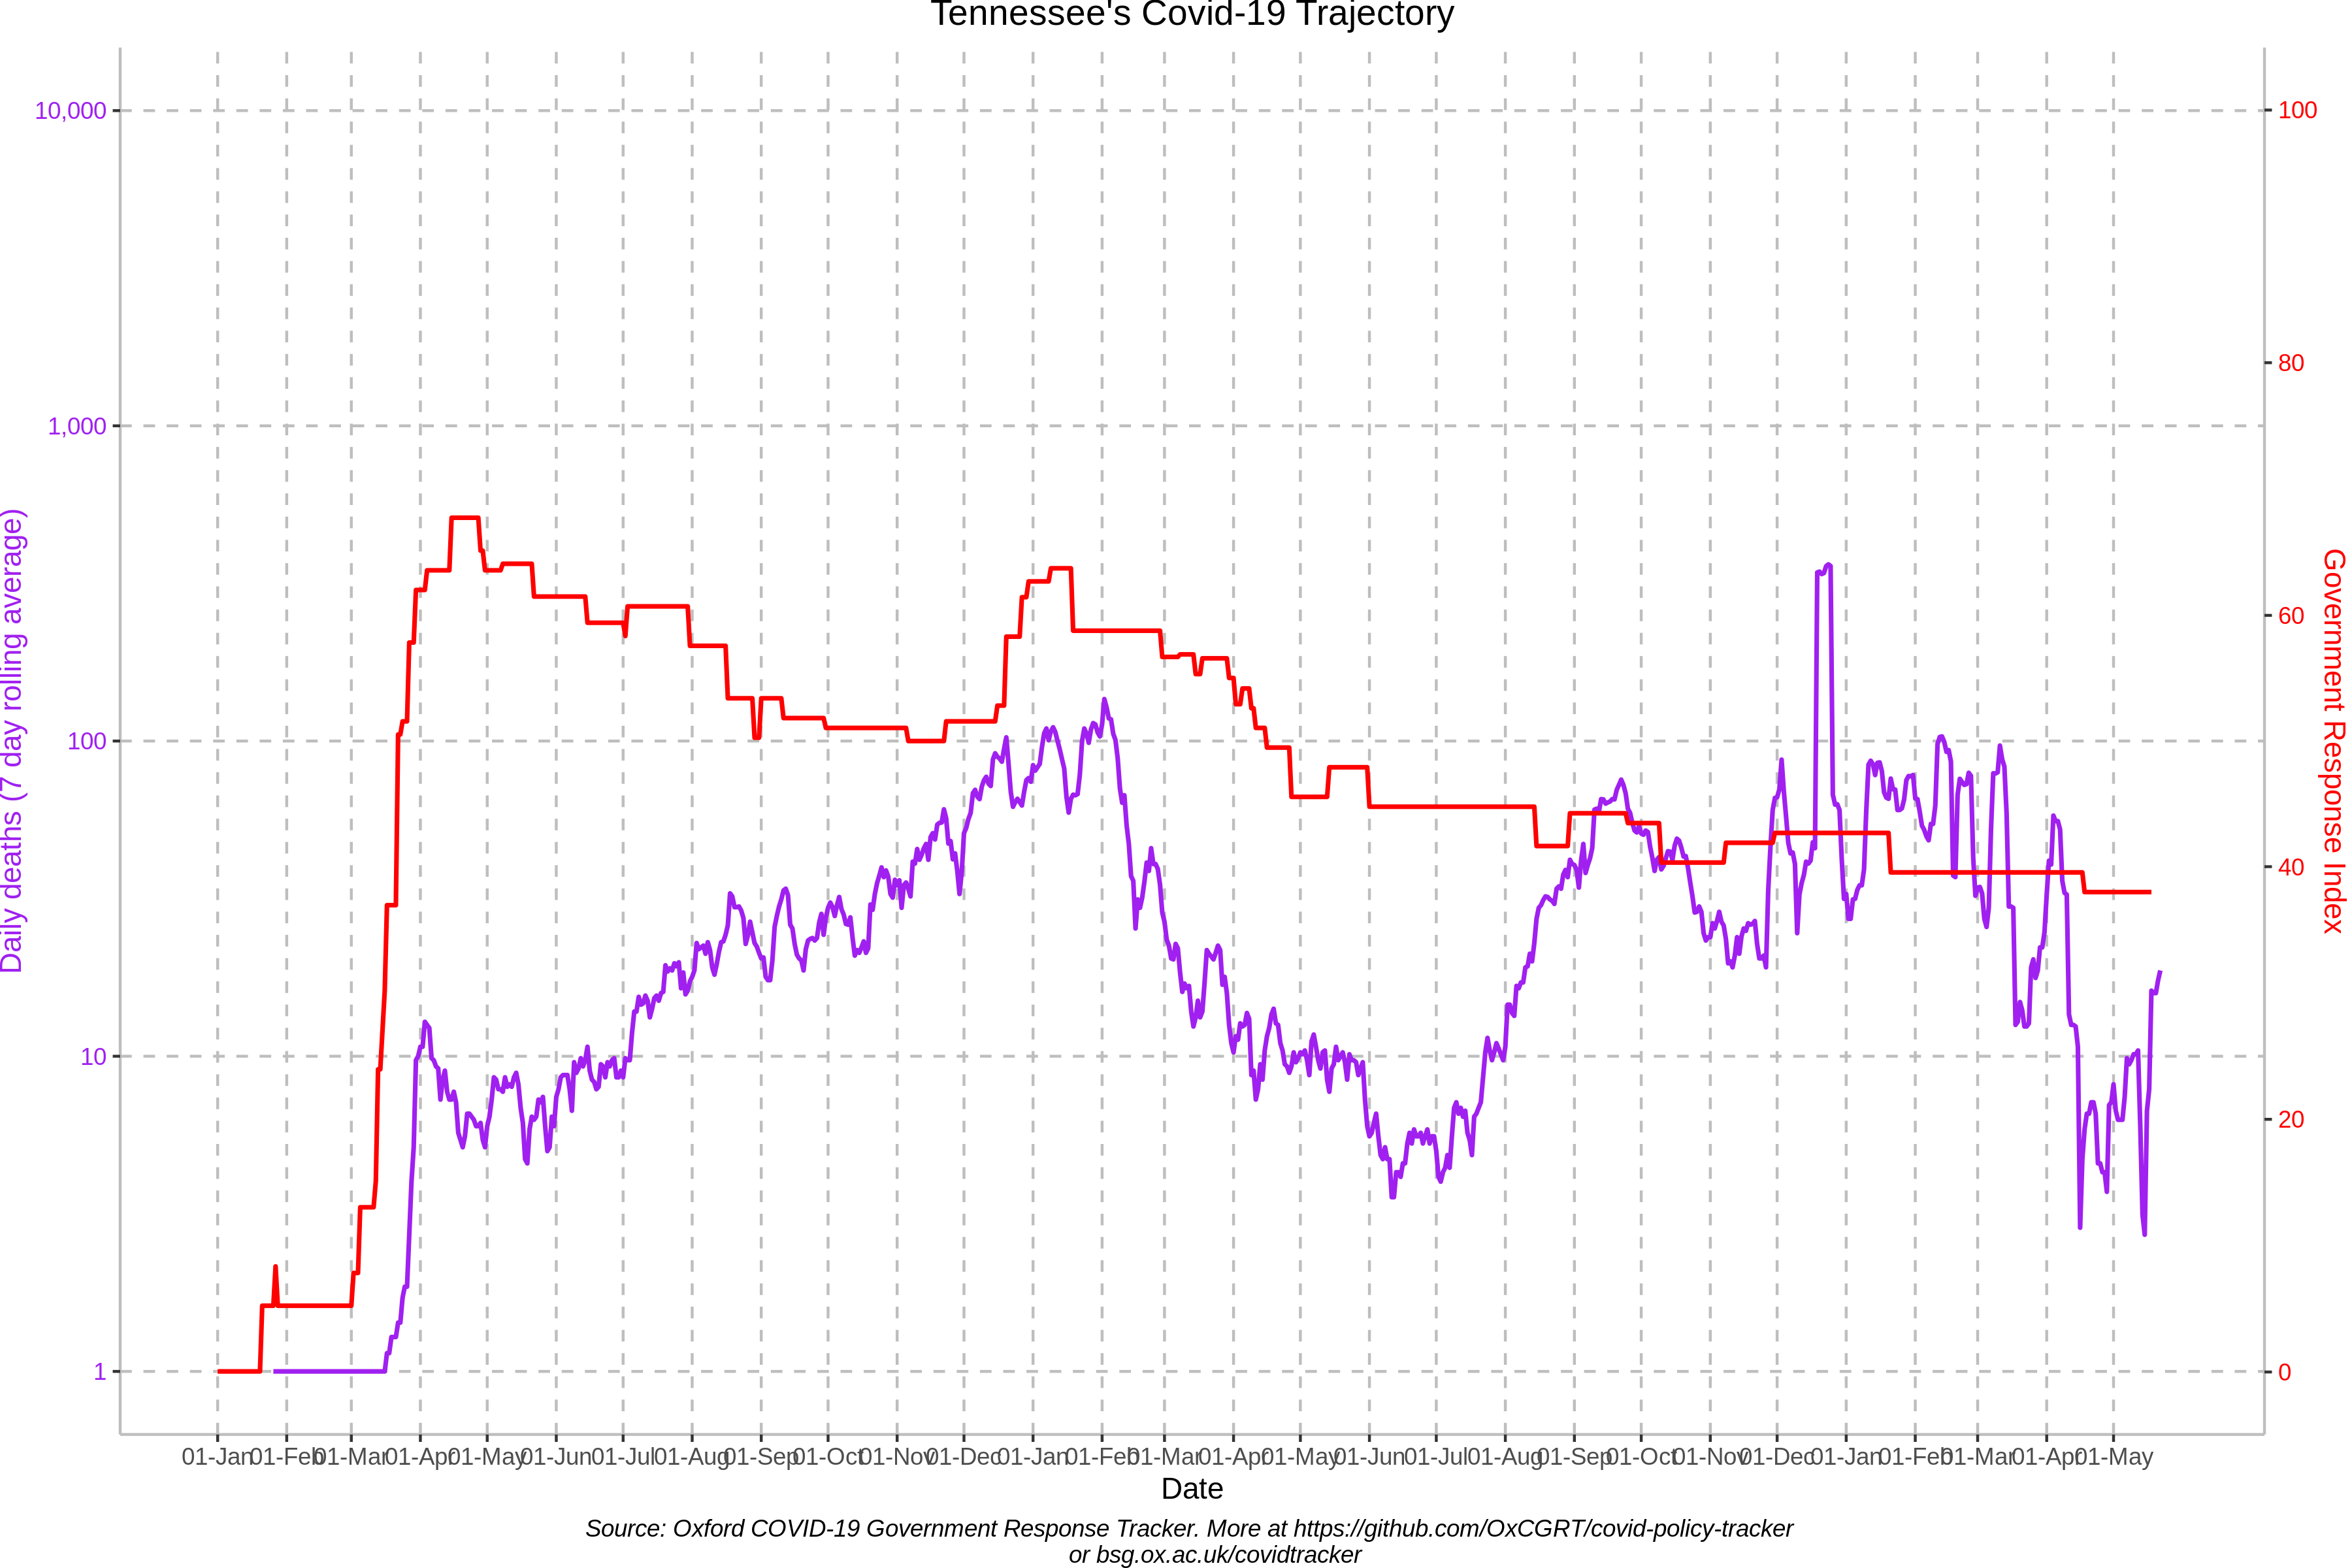 Tennessee's Covid-19 Trajectory
10,000
1,000
100
10
1
Daily deaths (7 day rolling average)
100
80
60
40
20
0
Government Response Index
01-Jan 01-Feb 01-Mar 01-Apr 01-May 01-Jun 01-Jul 01-Aug 01-Sep 01-Oct 01-Nov 01-Dec 01-Jan 01-Feb 01-Mar 01-Apr 01-May 01-Jun 01-Jul 01-Aug 01-Sep 01-Oct 01-Nov 01-Dec 01-Jan 01-Feb 01-Mar 01-Apr 01-May
Date
Source: Oxford COVID-19 Government Response Tracker. More at https://github.com/OxCGRT/covid-policy-tracker
or bsg.ox.ac.uk/covidtracker